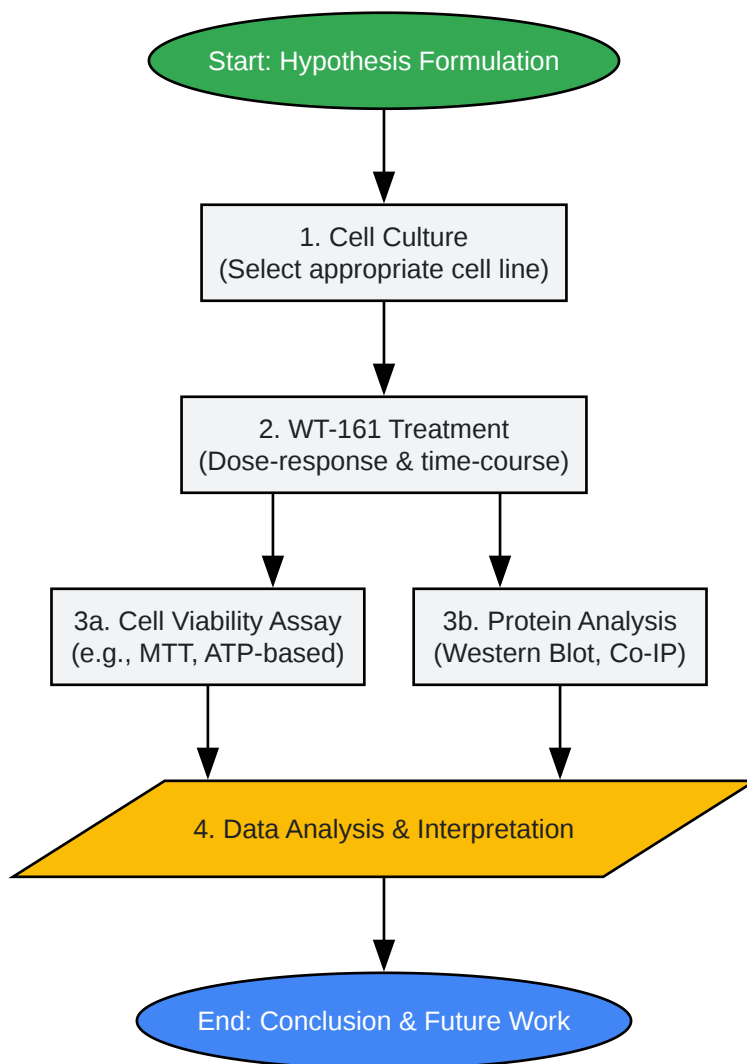 Start: Hypothesis Formulation
1. Cell Culture
(Select appropriate cell line)
2. WT-161 Treatment
(Dose-response & time-course)
3a. Cell Viability Assay
(e.g., MTT, ATP-based)
3b. Protein Analysis
(Western Blot, Co-IP)
4. Data Analysis & Interpretation
End: Conclusion & Future Work